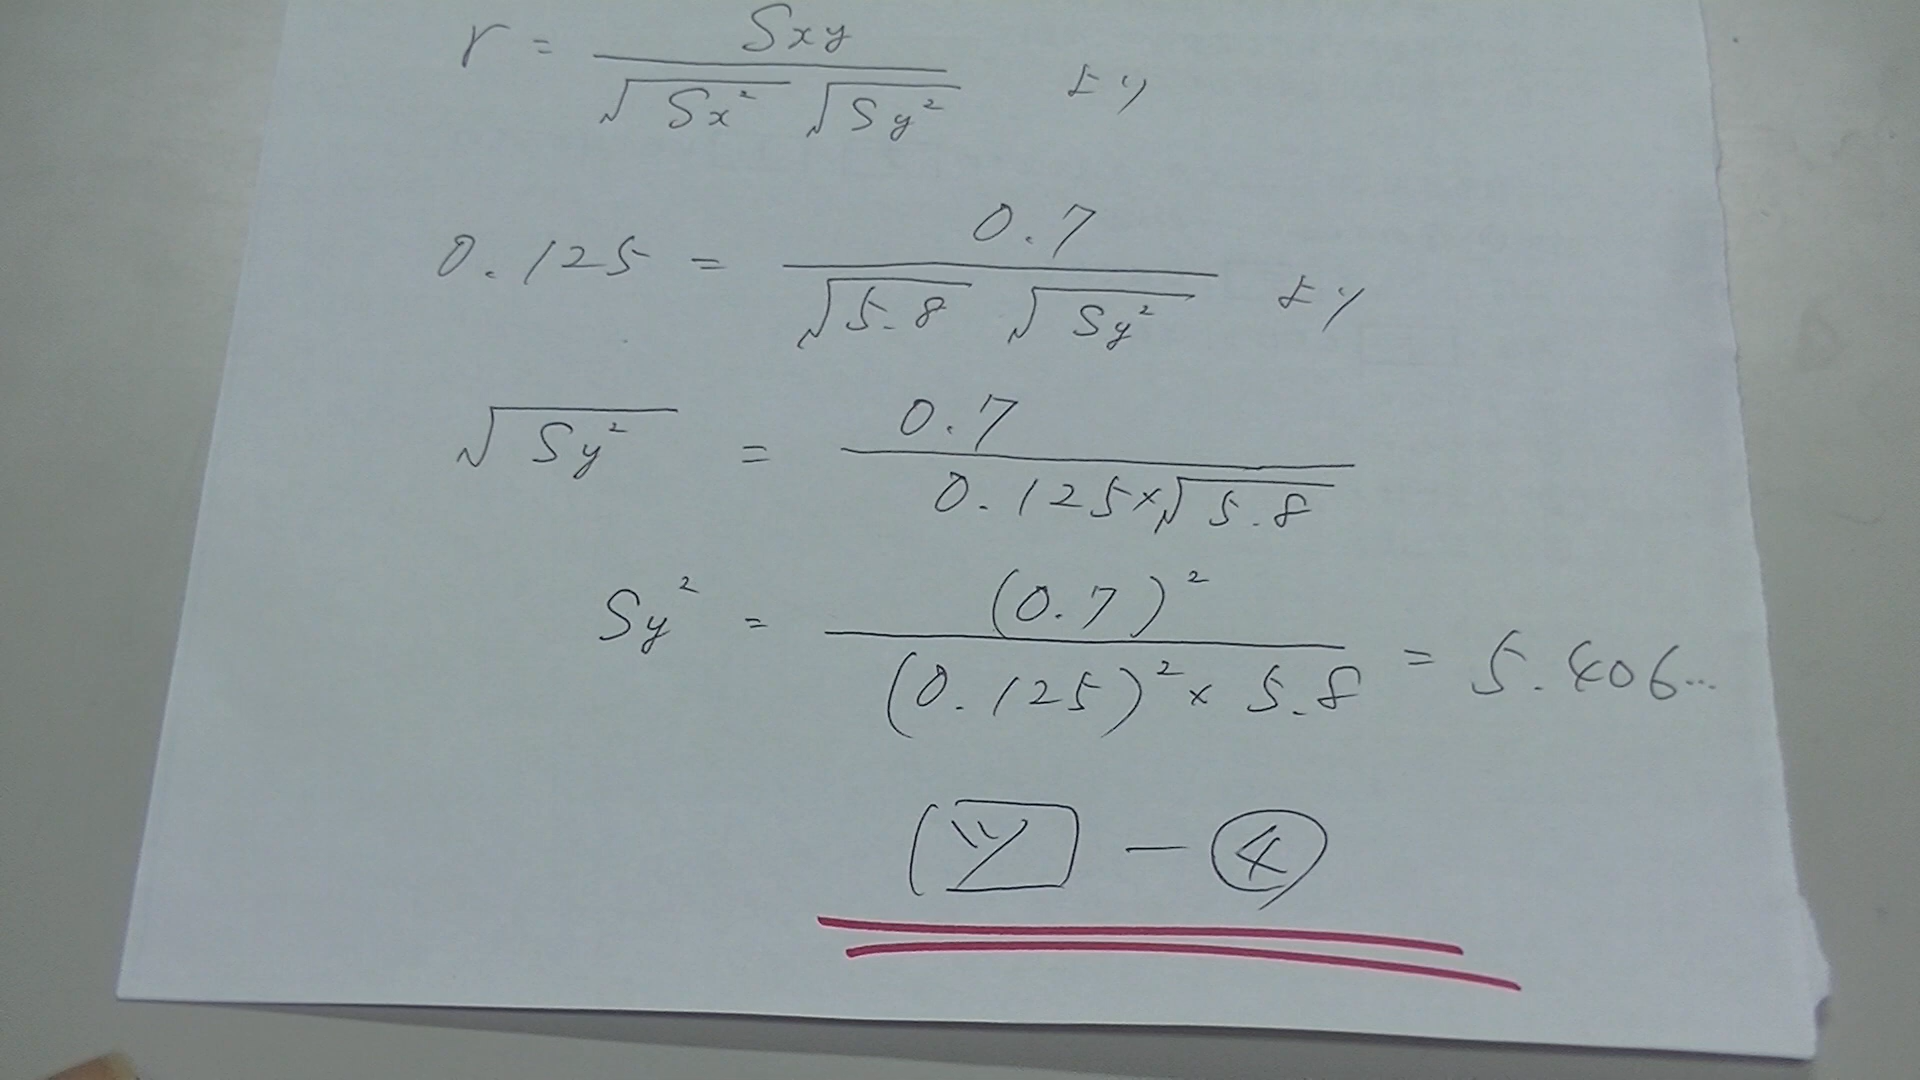 r = Sxy / √Sx² √Sy² より
0.125 = 0.7 / √5.8 √Sy² より
√Sy² = 0.7 / 0.125×√5.8
Sy² = (0.7)² / (0.125)²× 5.8 = 5.406...
ツ - ④